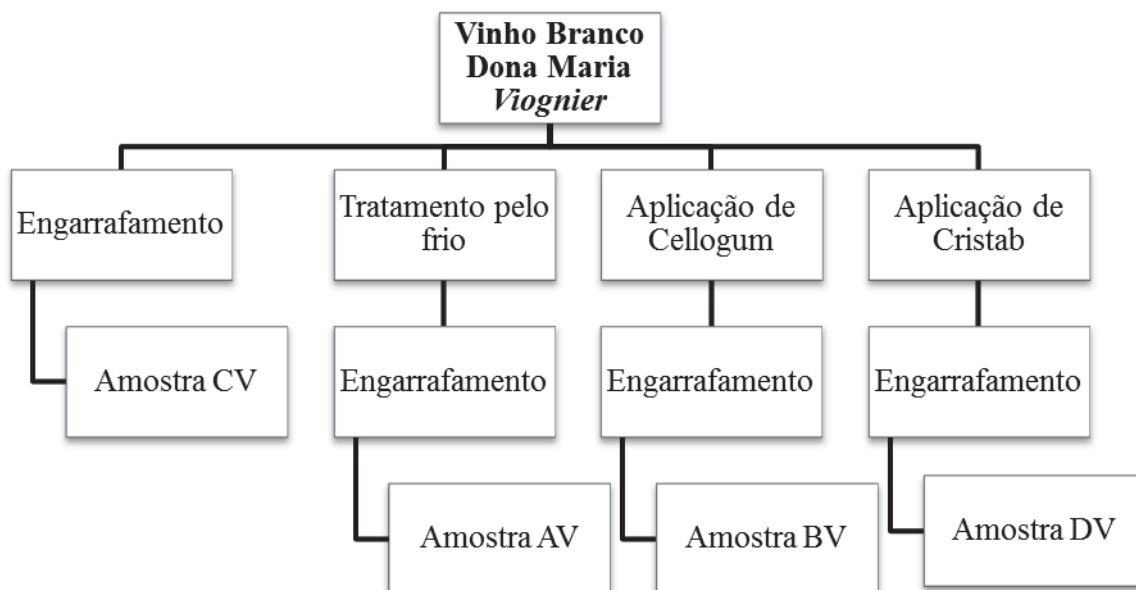 Vinho Branco
Dona Maria
Viognier
Engarrafamento
Tratamento pelo
frio
Aplicação de
Cellogum
Aplicação de
Cristab
Amostra CV
Engarrafamento
Engarrafamento
Engarrafamento
Amostra AV
Amostra BV
Amostra DV